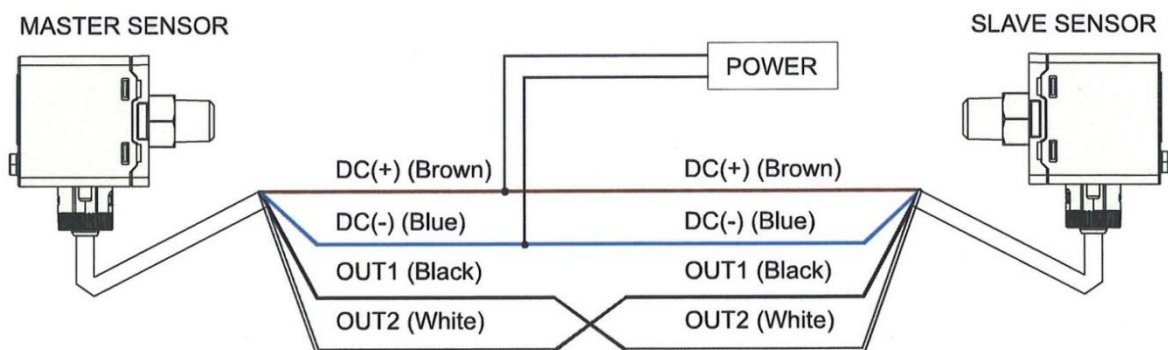 MASTER SENSOR
SLAVE SENSOR
POWER
DC(+) (Brown)
DC(+) (Brown)
DC(-) (Blue)
DC(-) (Blue)
OUT1 (Black)
OUT1 (Black)
OUT2 (White)
OUT2 (White)